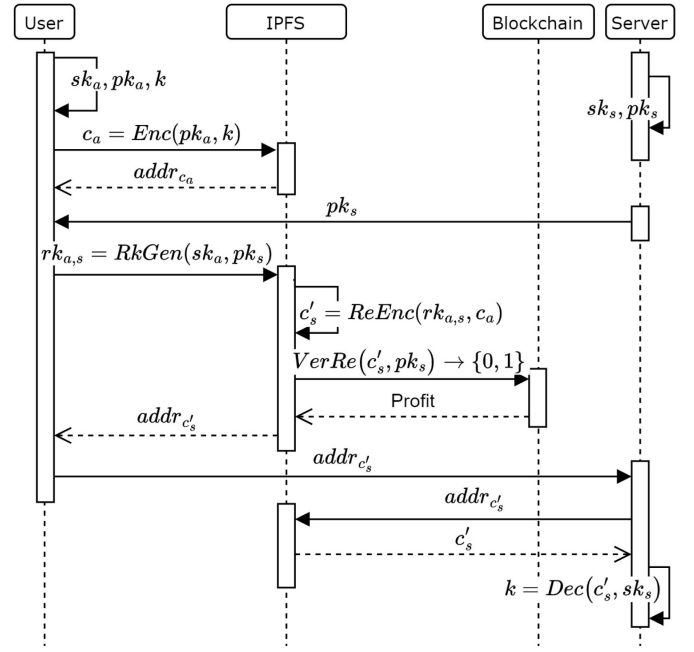 User IPFS Blockchain Server
sk_a, pk_a, k
sk_s, pk_s
c_a = Enc(pk_a, k)
addr_{c_a}
pk_s
rk_{a,s} = RkGen(sk_a, pk_s)
c'_s = ReEnc(rk_{a,s}, c_a)
VerRe(c'_s, pk_s) → {0, 1}
Profit
addr_{c'_s}
addr_{c'_s}
addr_{c'_s}
c'_s
k = Dec(c'_s, sk_s)